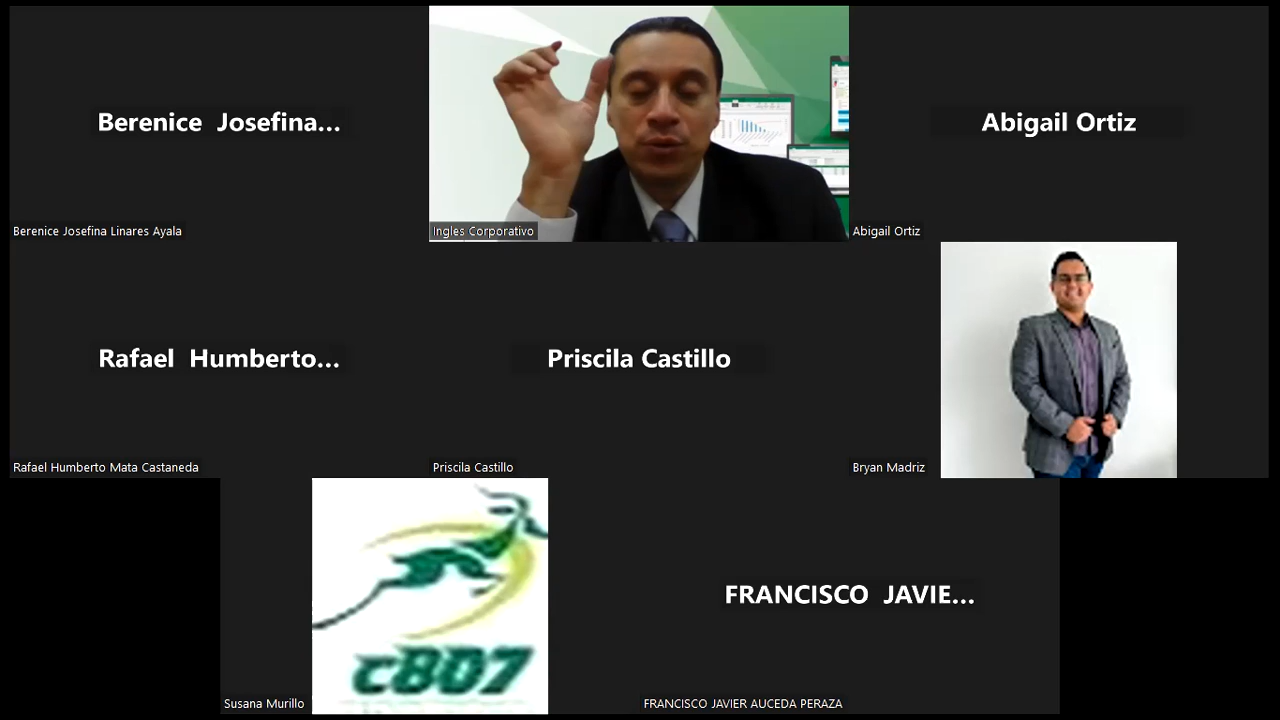 Berenice Josefina...
Abigail Ortiz
Berenice Josefina Linares Ayala
Ingles Corporativo
Abigail Ortiz
Rafael Humberto...
Priscila Castillo
Rafael Humberto Mata Castaneda
Priscila Castillo
Bryan Madriz
FRANCISCO JAVIE...
cB07
Susana Murillo
FRANCISCO JAVIER AUCEDA PERAZA